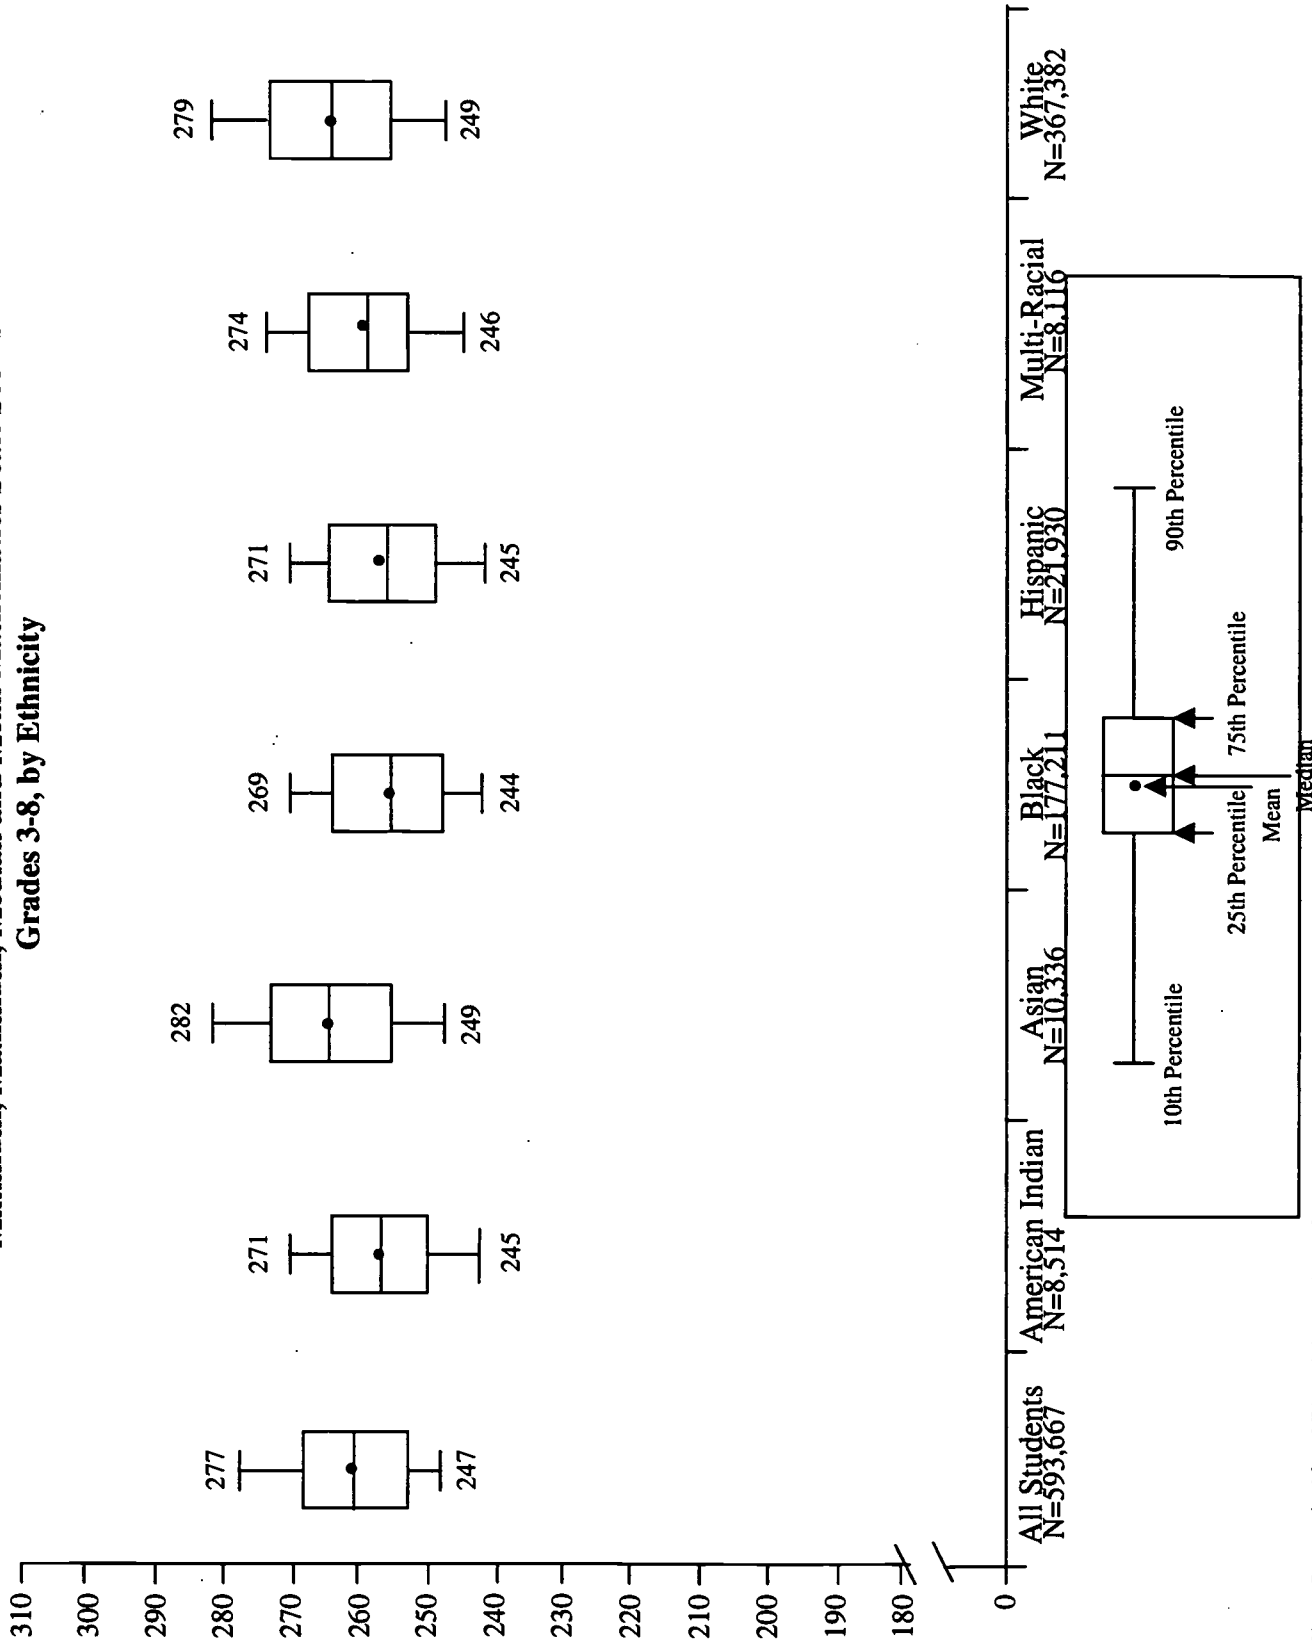 Grades 3-8, by Ethnicity
310
300
290
280
270
260
250
240
230
220
210
200
190
180
0
277
247
271
245
282
249
269
244
271
245
274
246
279
249
All Students
N=593,667
American Indian
N=8,514
Asian
N=10,336
Black
N=177,211
Hispanic
N=21,930
Multi-Racial
N=8,116
White
N=367,382
10th Percentile
25th Percentile
Mean
Median
75th Percentile
90th Percentile